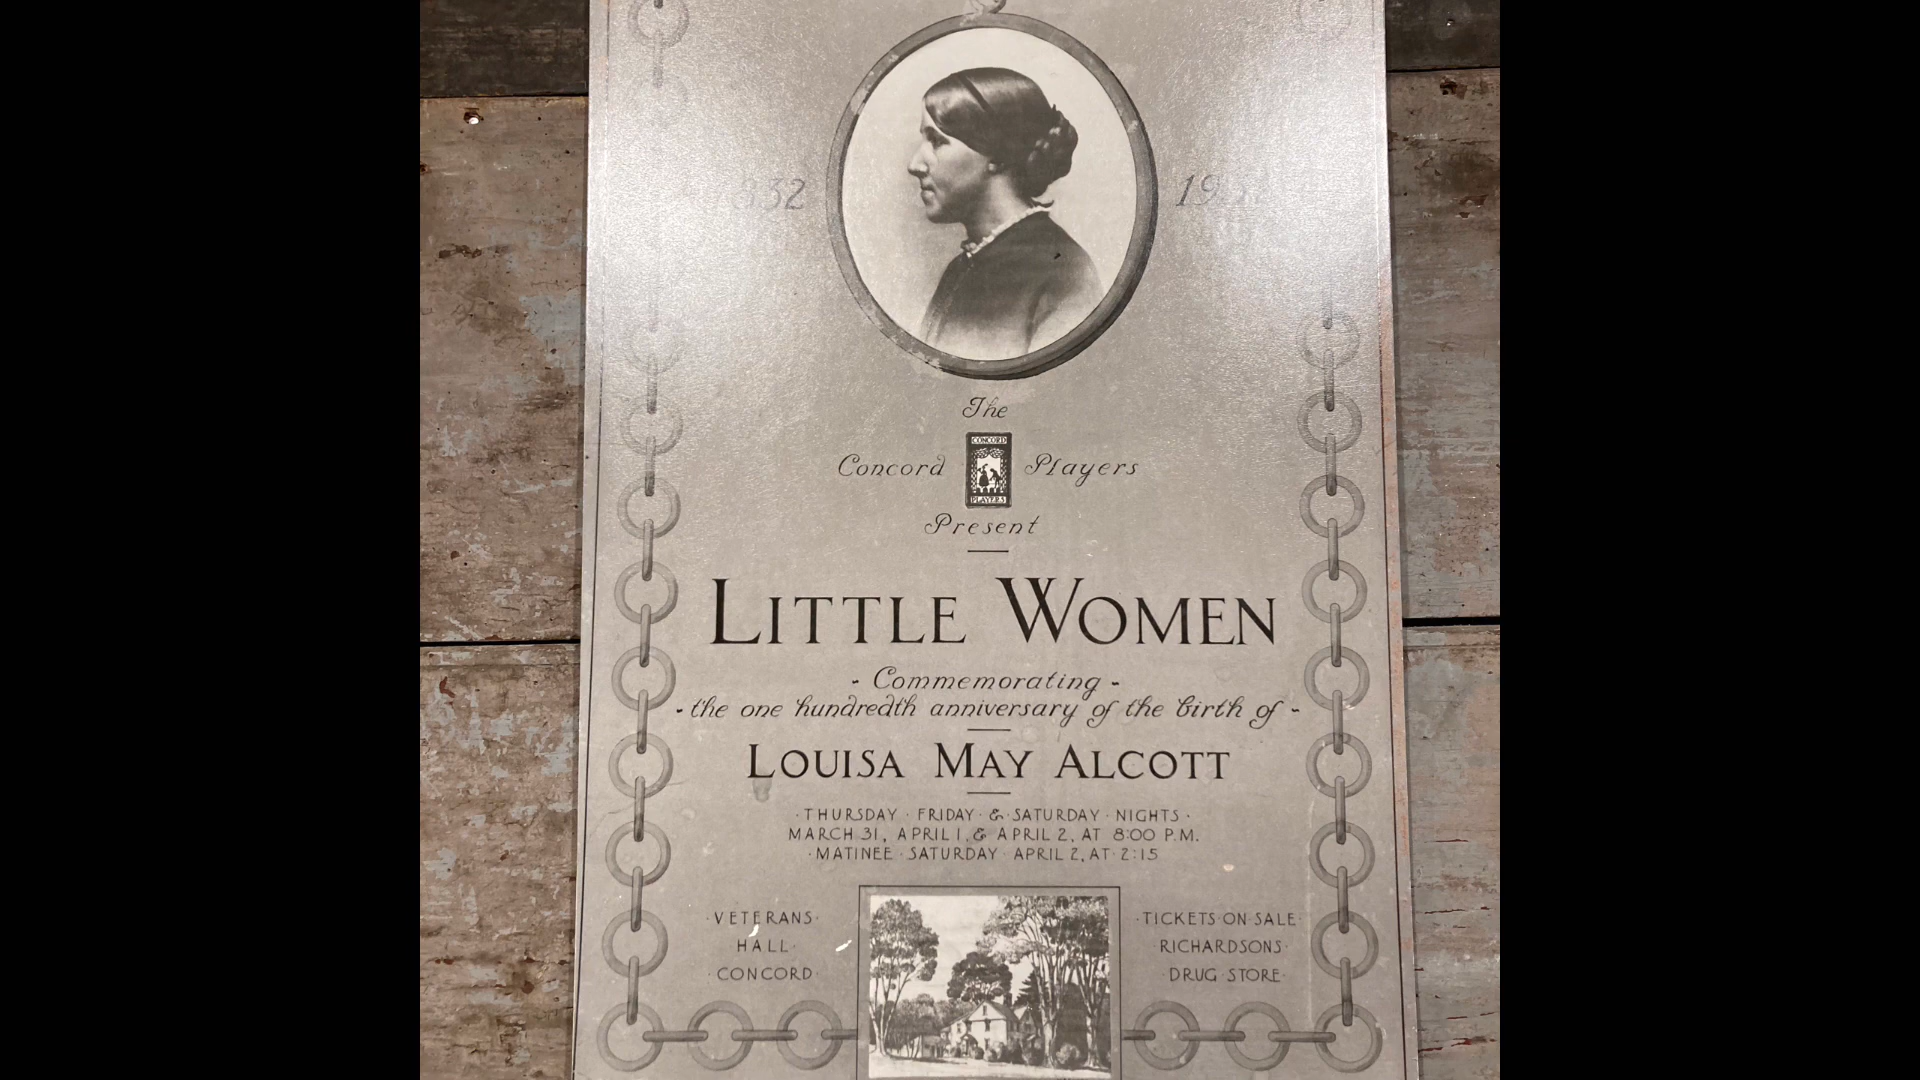 The
CONCORD
Concord Players
PLAYERS
Present
LITTLE WOMEN
- Commemorating -
- the one hundredth anniversary of the birth of -
LOUISA MAY ALCOTT
· THURSDAY · FRIDAY · & · SATURDAY · NIGHTS ·
MARCH 31, APRIL 1, & APRIL 2, AT 8:00 P.M.
· MATINEE · SATURDAY · APRIL 2, AT · 2:15
· VETERANS ·
HALL ·
· CONCORD ·
· TICKETS · ON · SALE ·
· RICHARDSONS ·
· DRUG · STORE ·